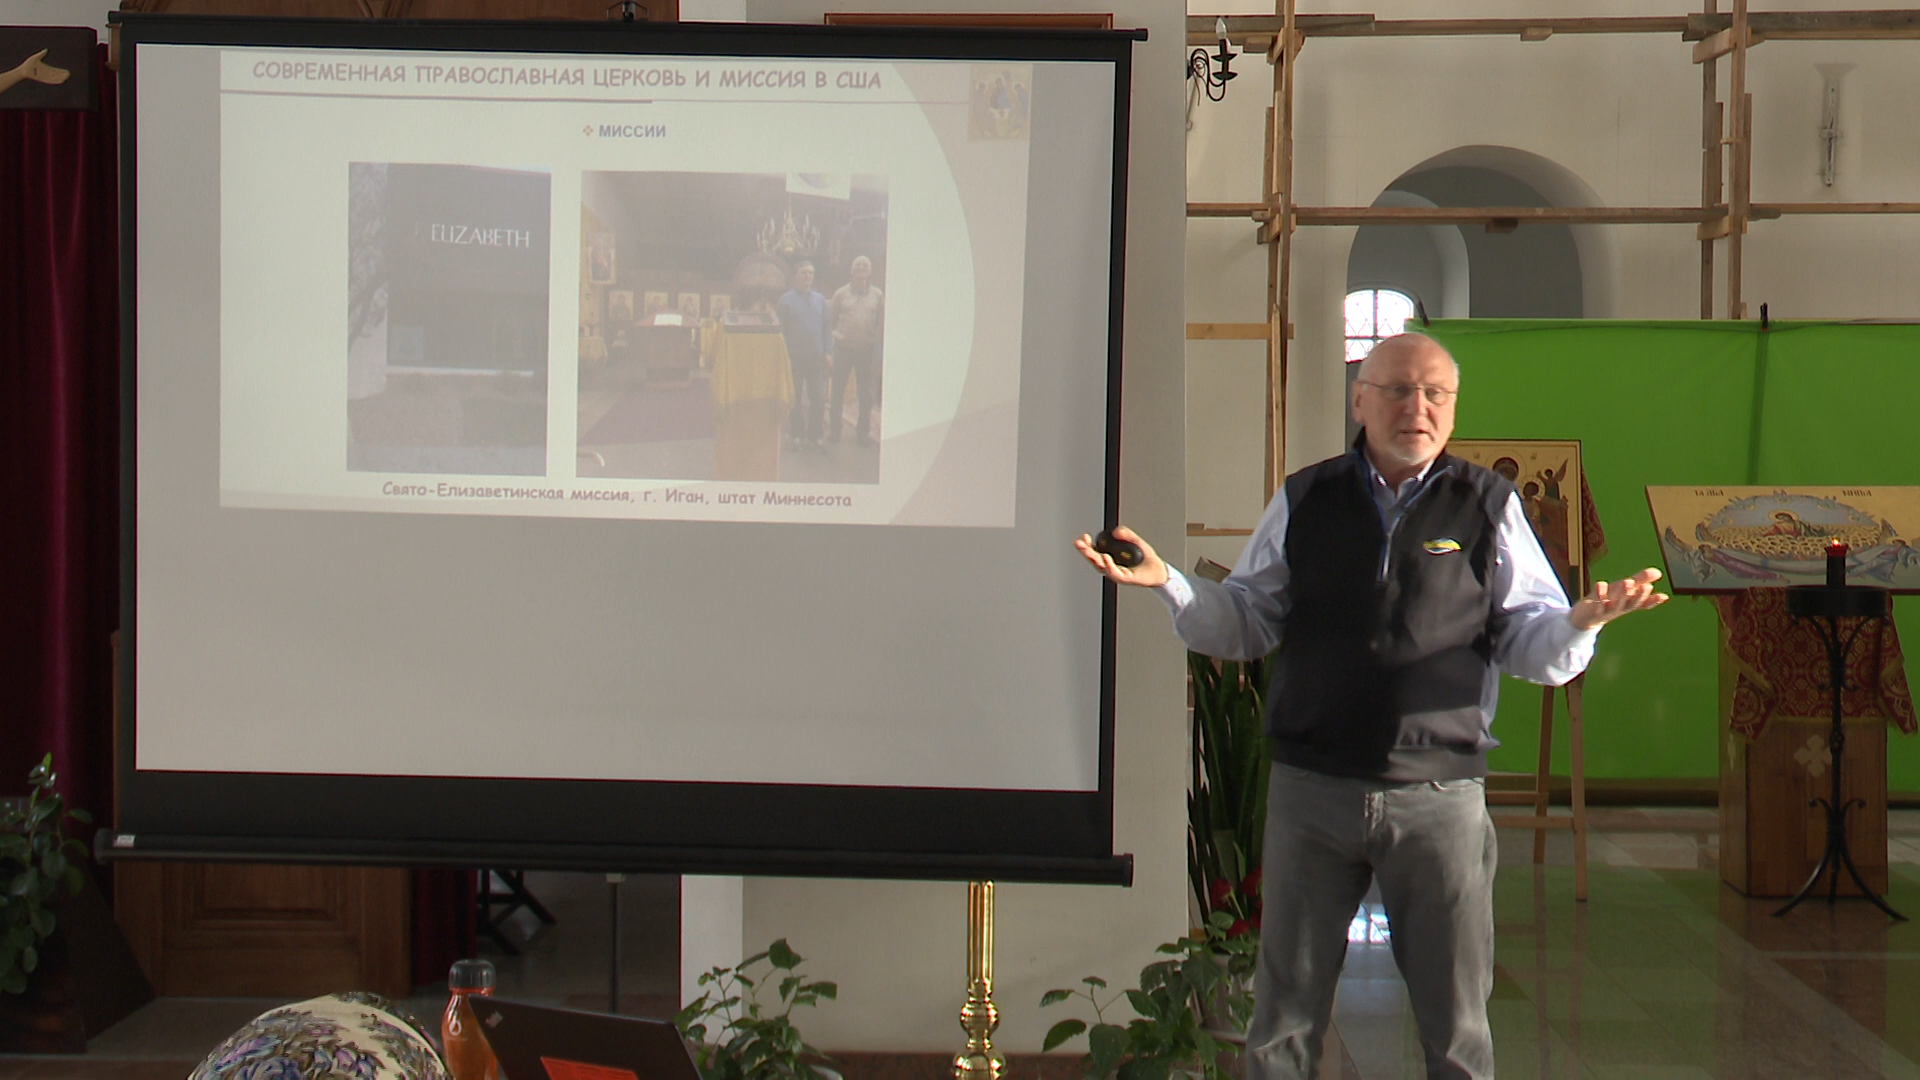 СОВРЕМЕННАЯ ПРАВОСЛАВНАЯ ЦЕРКОВЬ И МИССИЯ В США
МИССИИ
ELIZABETH
Свято-Елизаветинская миссия, г. Иган, штат Миннесота